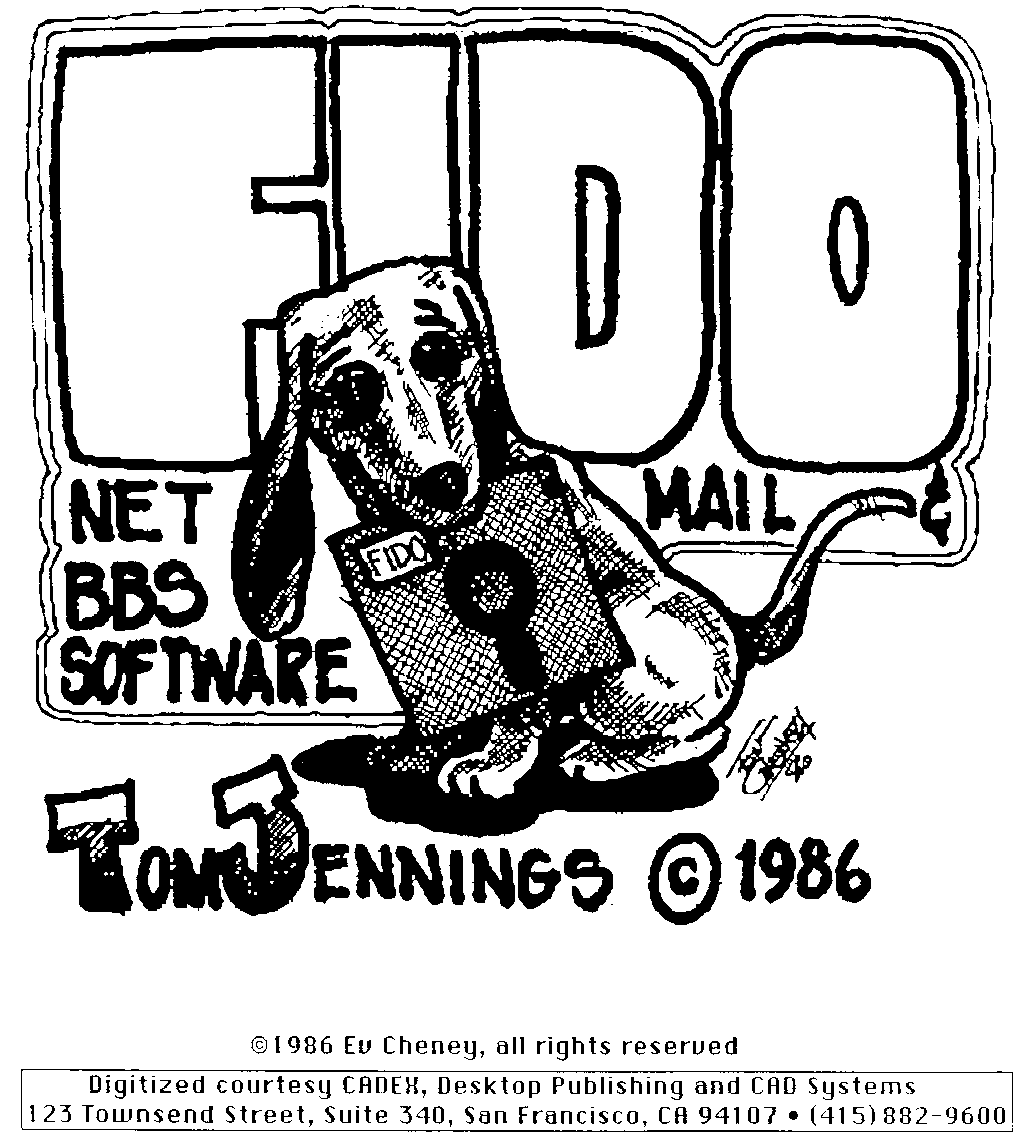 FIDO
NET MAIL &
BBS
SOFTWARE
FIDO
TOM JENNINGS © 1986
©1986 Ev Cheney, all rights reserved
Digitized courtesy CADEX, Desktop Publishing and CAD Systems
123 Townsend Street, Suite 340, San Francisco, CA 94107 • (415)882-9600